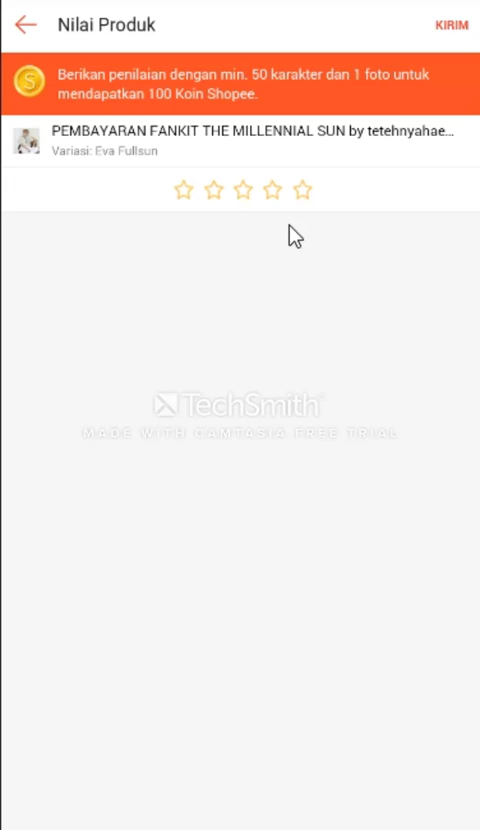 Nilai Produk
KIRIM
Berikan penilaian dengan min. 50 karakter dan 1 foto untuk
mendapatkan 100 Koin Shopee.
PEMBAYARAN FANKIT THE MILLENNIAL SUN by tetehnyahae...
Variasi: Eva Fullsun
TechSmith
MADE WITH CAMTASIA FREE TRIAL